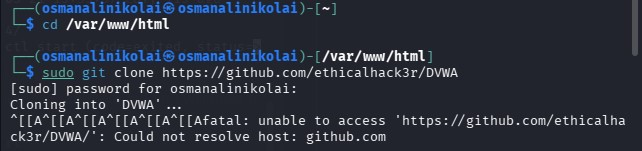 ┌──(osmanalinikolai㉿osmanalinikolai)-[~]
└─$ cd /var/www/html
┌──(osmanalinikolai㉿osmanalinikolai)-[/var/www/html]
└─$ sudo git clone https://github.com/ethicalhack3r/DVWA
[sudo] password for osmanalinikolai:
Cloning into 'DVWA'...
^[[A^[[A^[[A^[[A^[[A^[[Afatal: unable to access 'https://github.com/ethicalha
ck3r/DVWA/': Could not resolve host: github.com